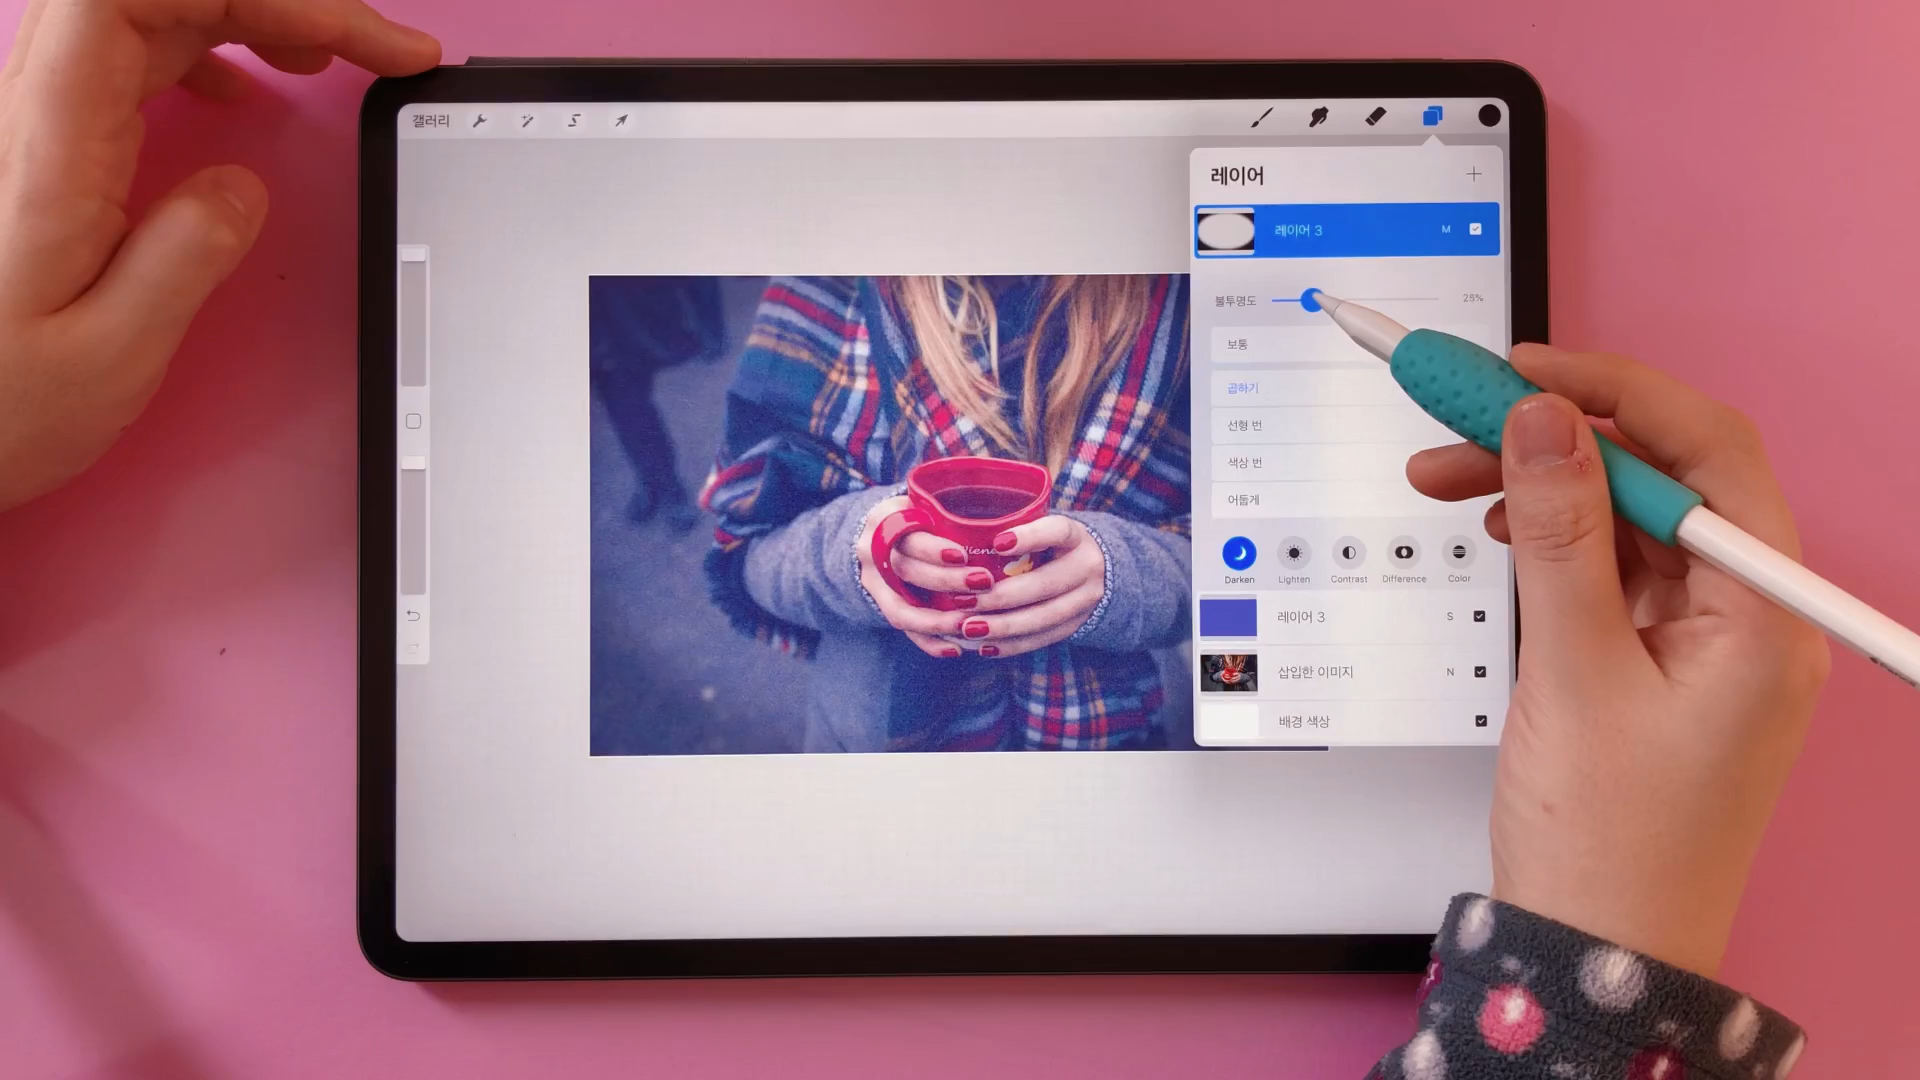 갤러리
레이어
레이어 3 M
불투명도 26%
보통
곱하기
선형 번
색상 번
어둡게
Darken Lighten Contrast Difference Color
레이어 3 S
삽입한 이미지 N
배경 색상